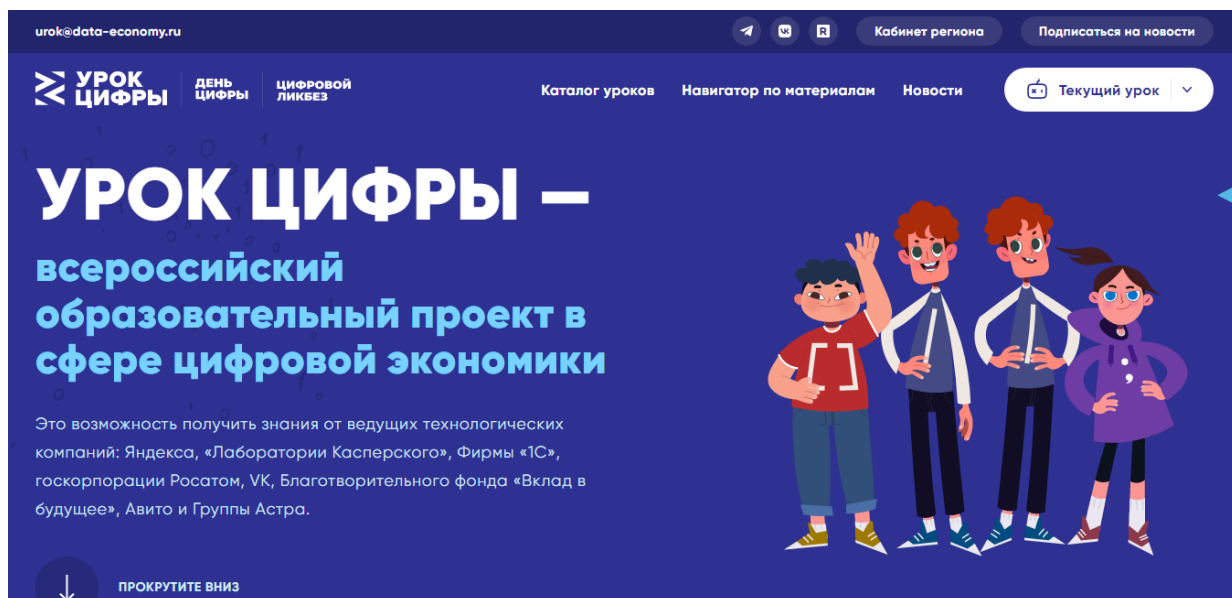 urok@data-economy.ru
Кабинет региона
Подписаться на новости
УРОК ЦИФРЫ
ДЕНЬ ЦИФРЫ
ЦИФРОВОЙ ЛИКБЕЗ
Каталог уроков Навигатор по материалам Новости
Текущий урок
УРОК ЦИФРЫ —
всероссийский
образовательный проект в
сфере цифровой экономики
Это возможность получить знания от ведущих технологических
компаний: Яндекса, «Лаборатории Касперского», Фирмы «1С»,
госкорпорации Росатом, VK, Благотворительного фонда «Вклад в
будущее», Авито и Группы Астра.
ПРОКРУТИТЕ ВНИЗ